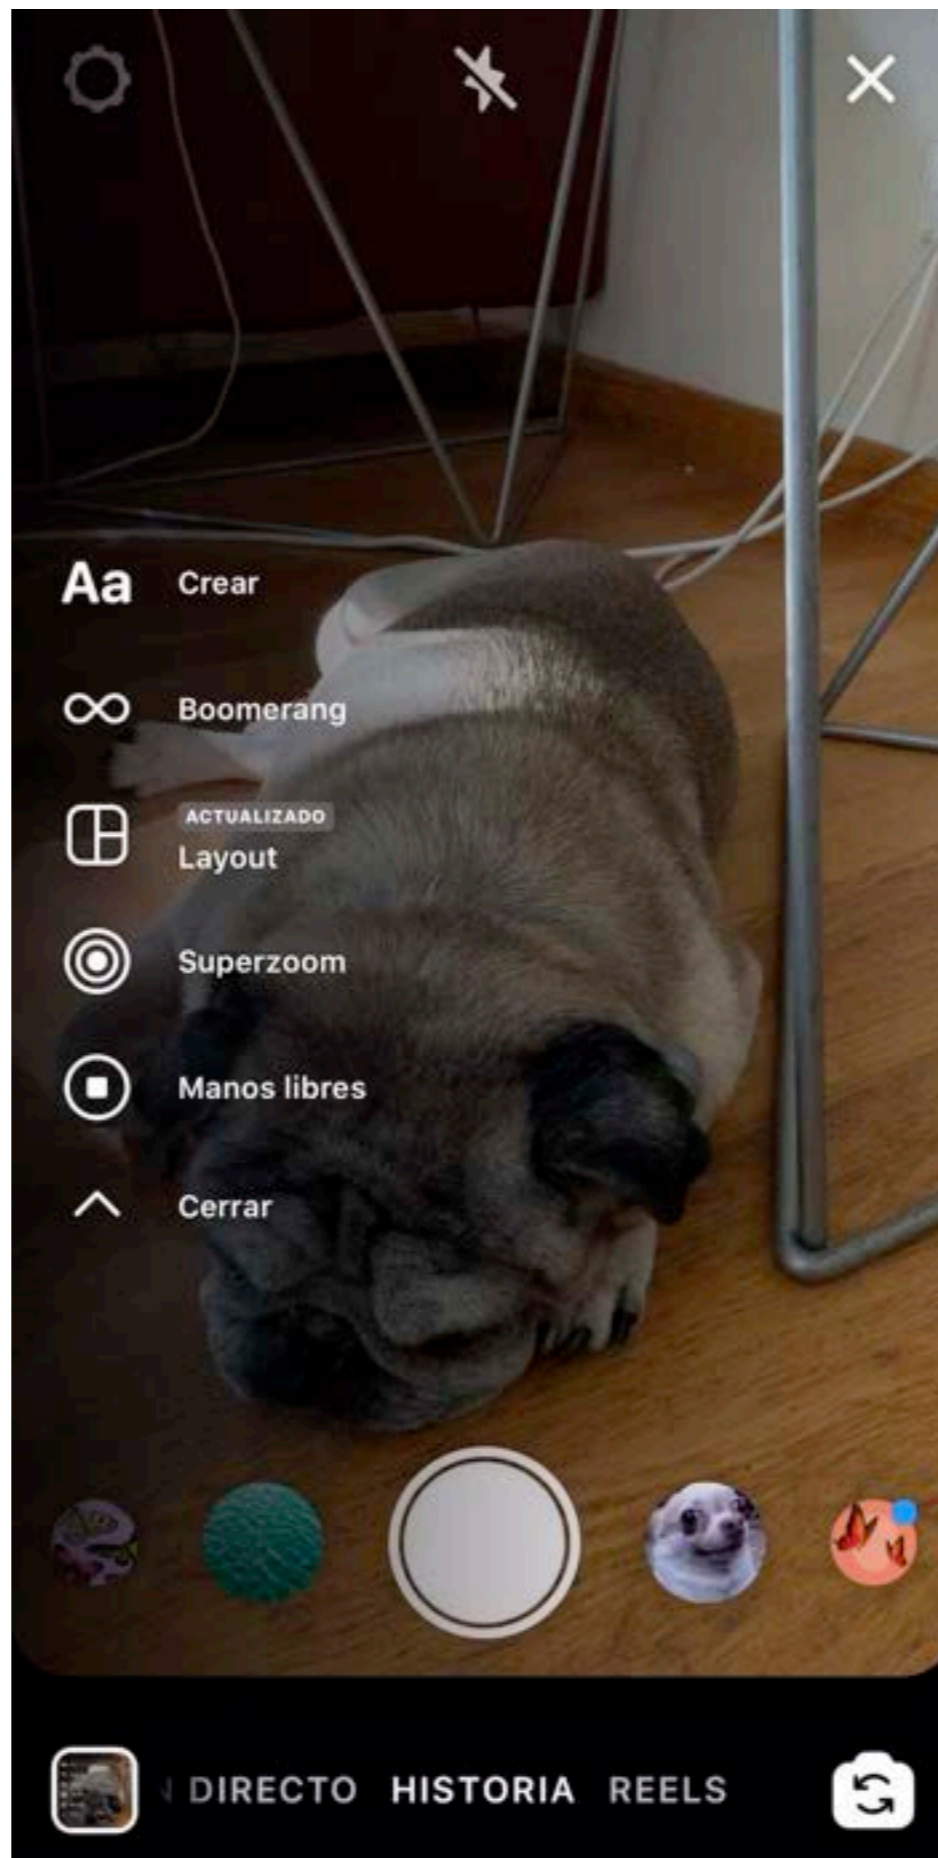 Aa Crear
Boomerang
ACTUALIZADO
Layout
Superzoom
Manos libres
Cerrar
N DIRECTO HISTORIA REELS